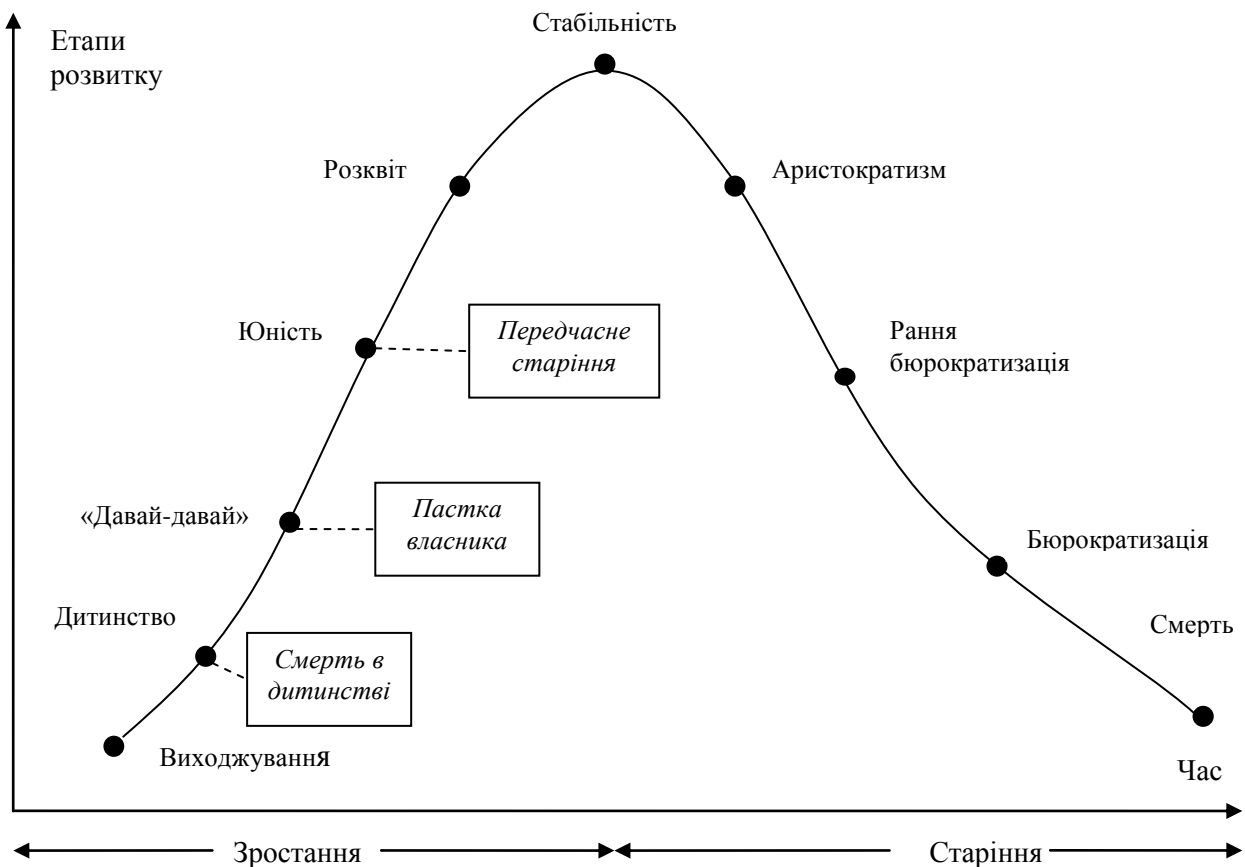 Стабільність
Етапи
розвитку
Розквіт
Аристократизм
Юність
Передчасне
старіння
Рання
бюрократизація
«Давай-давай»
Пастка
власника
Бюрократизація
Дитинство
Смерть в
дитинстві
Смерть
Виходжування
Час
Зростання
Старіння